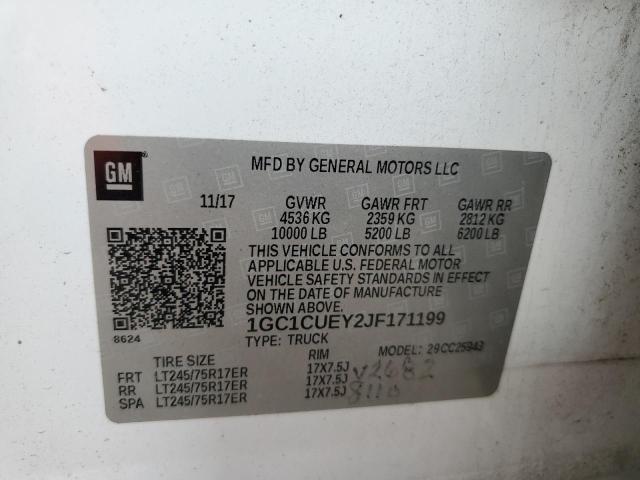 GM
MFD BY GENERAL MOTORS LLC
11/17 GVWR GAWR FRT GAWR RR
4536 KG 2359 KG 2812 KG
10000 LB 5200 LB 6200 LB
THIS VEHICLE CONFORMS TO ALL
APPLICABLE U.S. FEDERAL MOTOR
VEHICLE SAFETY STANDARDS IN EFFECT
ON THE DATE OF MANUFACTURE
SHOWN ABOVE.
8624 1GC1CUEY2JF171199
TYPE: TRUCK MODEL:
TIRE SIZE RIM
FRT LT245/75R17ER 17X7.5J
RR LT245/75R17ER 17X7.5J
SPA LT245/75R17ER 17X7.5J